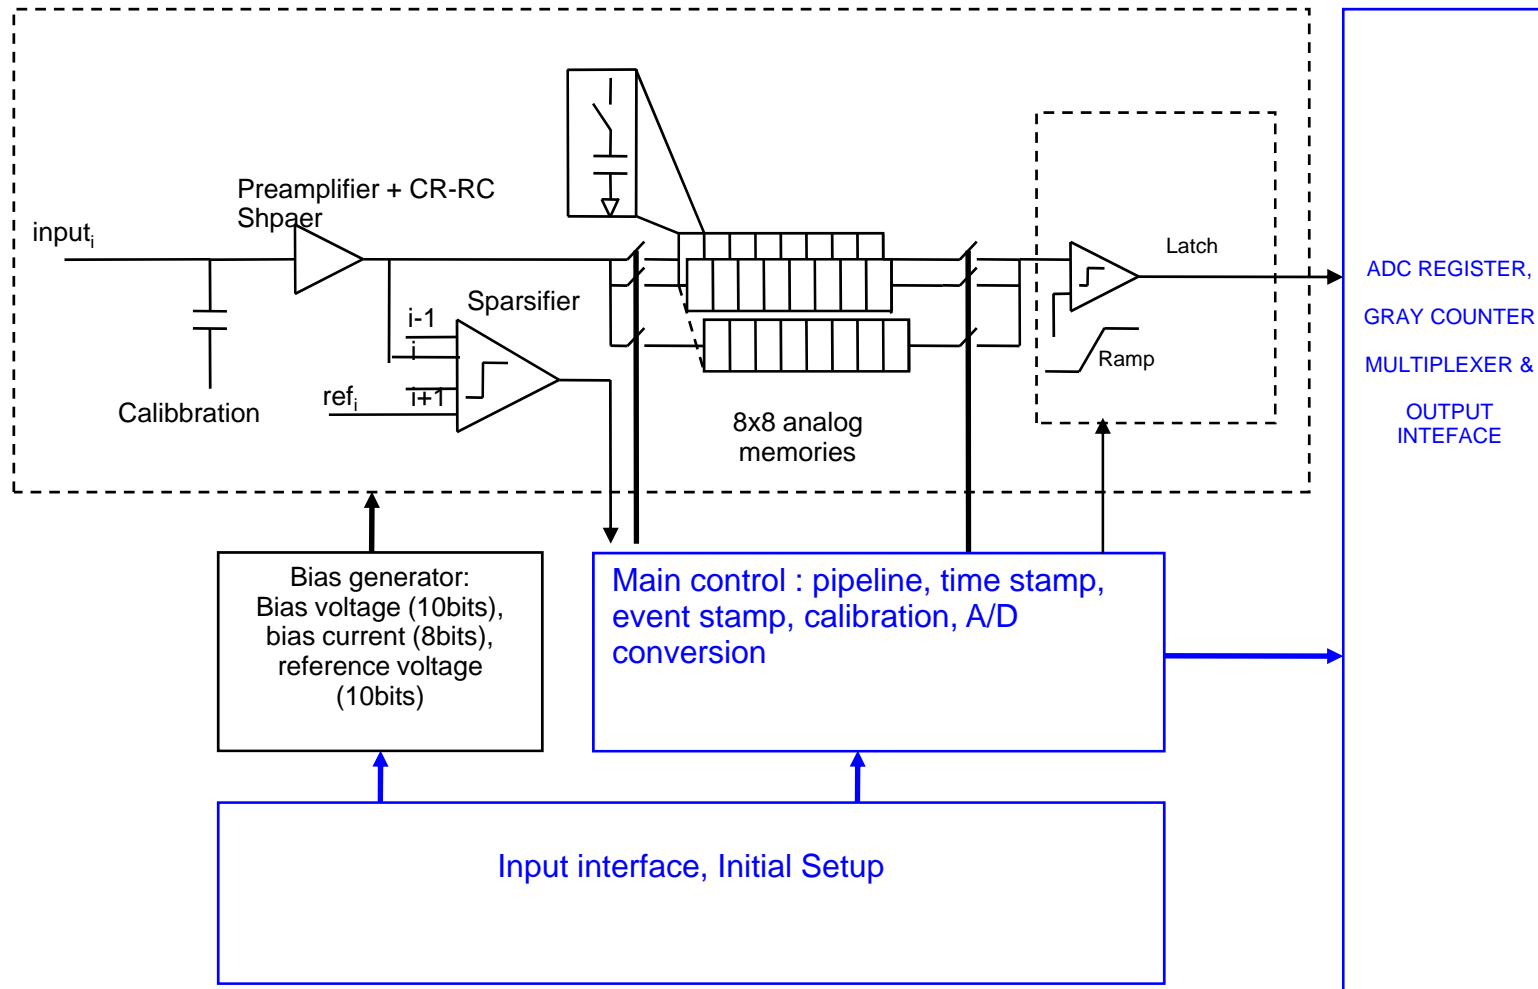 Preamplifier + CR-RC
Shpaer
input i
Sparsifier
i-1
i
i+1
ref i
Calibbration
8x8 analog
memories
Latch
Ramp
ADC REGISTER,
GRAY COUNTER
MULTIPLEXER &
OUTPUT
INTEFACE
Bias generator:
Bias voltage (10bits),
bias current (8bits),
reference voltage
(10bits)
Main control : pipeline, time stamp,
event stamp, calibration, A/D
conversion
Input interface, Initial Setup